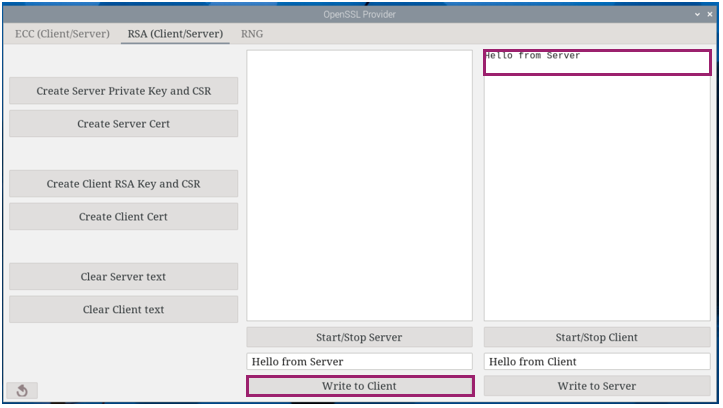 OpenSSL Provider
ECC (Client/Server) RSA (Client/Server) RNG
Create Server Private Key and CSR
Create Server Cert
Create Client RSA Key and CSR
Create Client Cert
Clear Server text
Clear Client text
Start/Stop Server
Hello from Server
Write to Client
Hello from Server
Start/Stop Client
Hello from Client
Write to Server